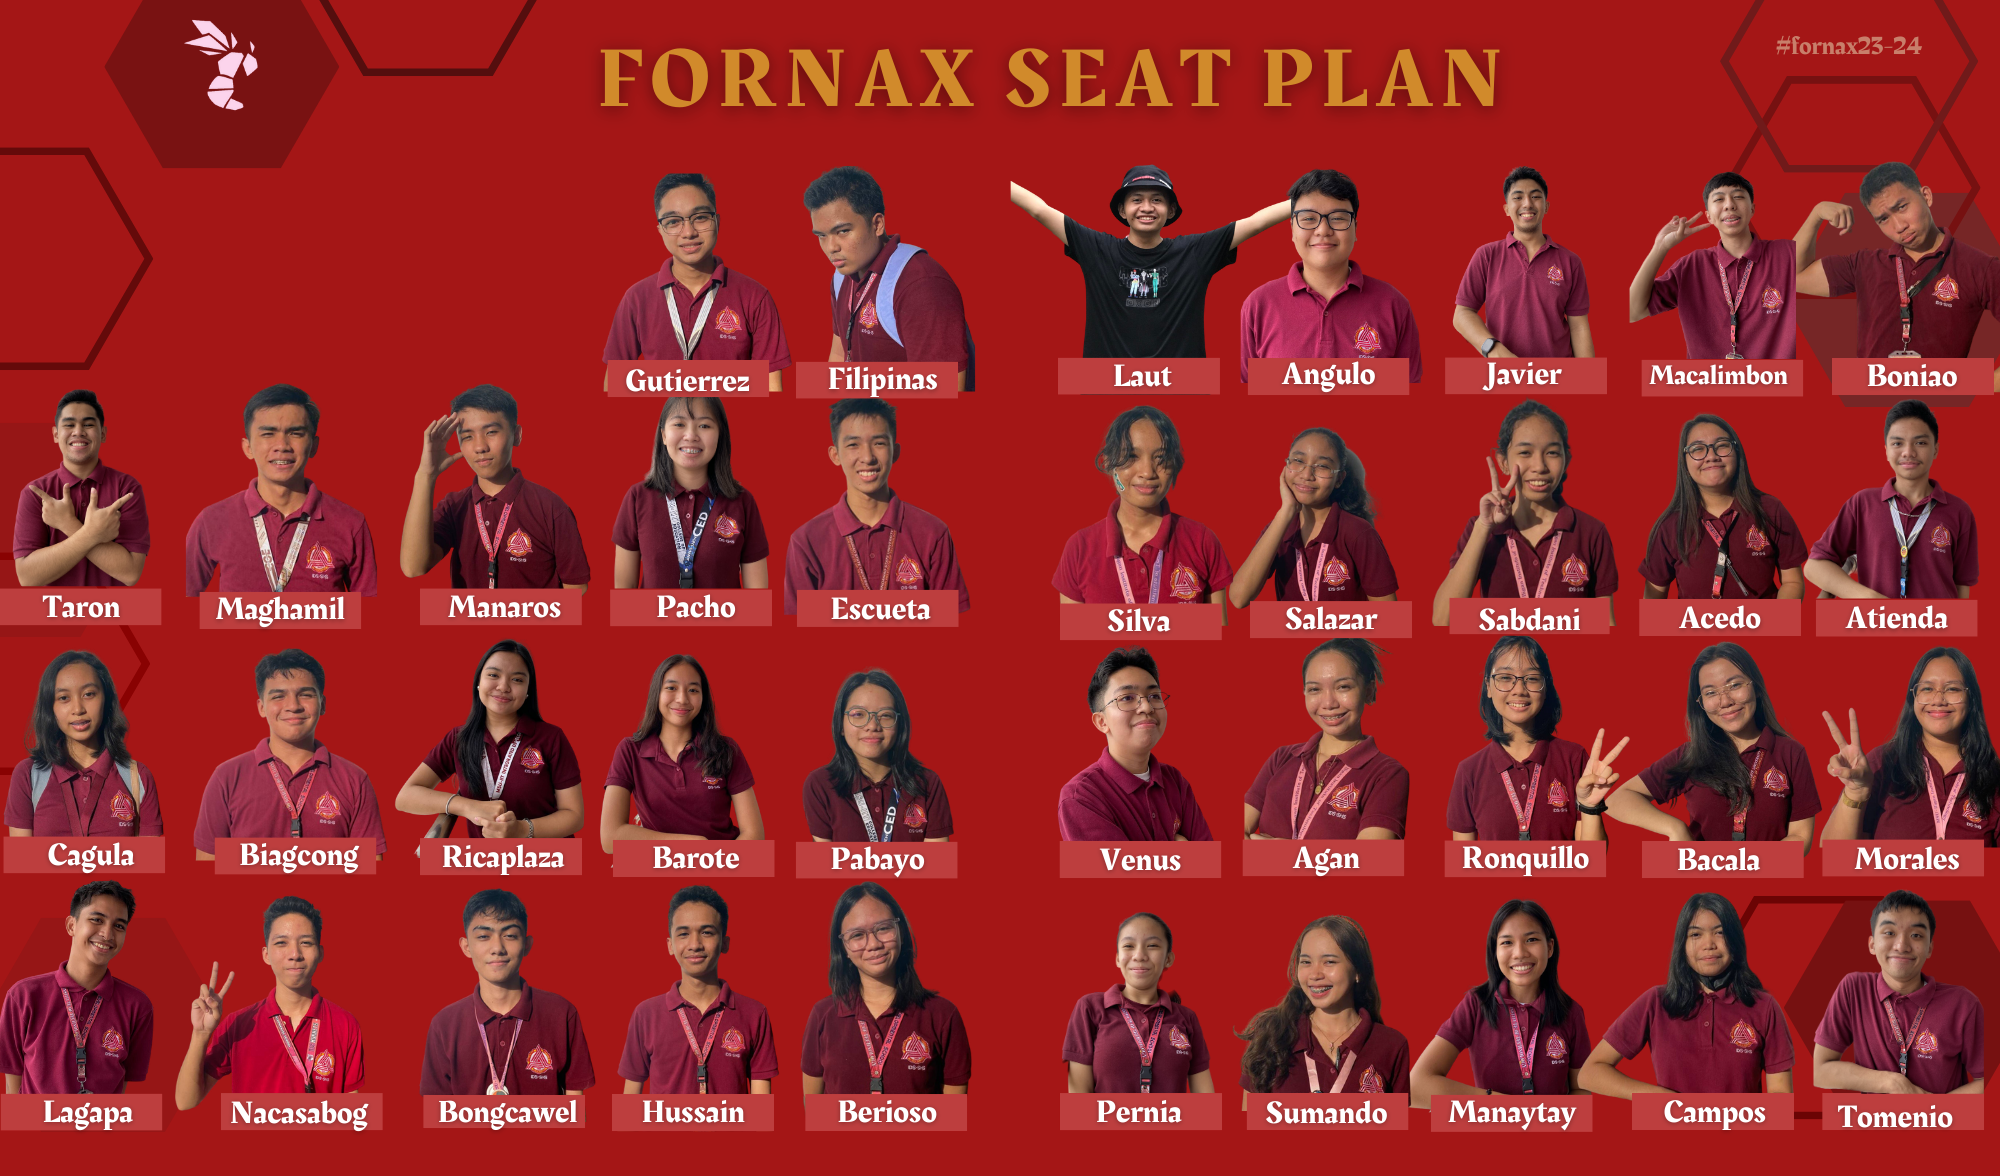 FORNAX SEAT PLAN
#fornax23-24
Gutierrez
Filipinas
Laut
Angulo
Javier
Macalimbon
Boniao
Taron
Maghamil
Manaros
Pacho
Escueta
Silva
Salazar
Sabdani
Acedo
Atienda
Cagula
Biagcong
Ricaplaza
Barote
Pabayo
Venus
Agan
Ronquillo
Bacala
Morales
Lagapa
Nacasabog
Bongcawel
Hussain
Berioso
Pernia
Sumando
Manaytay
Campos
Tomenio